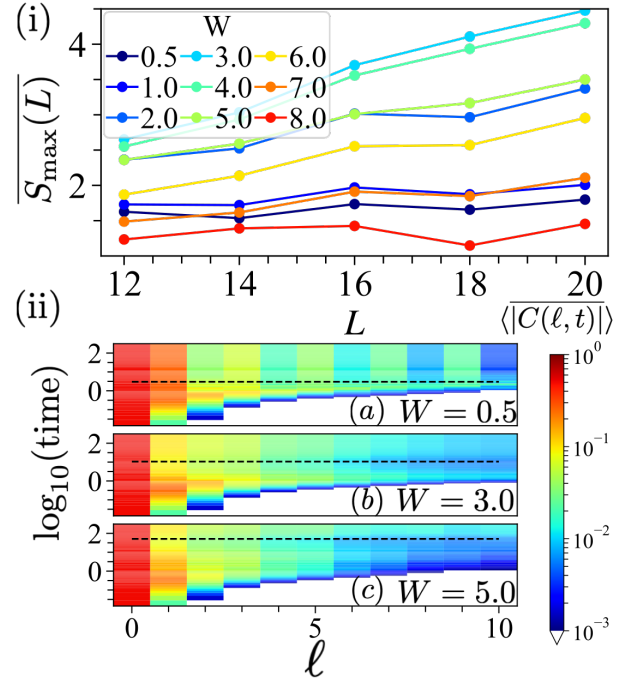 (i)
S_max(L)
4
2
W
0.5 3.0 6.0
1.0 4.0 7.0
2.0 5.0 8.0
12 14 16 18 20
L
(ii)
⟨|C(ℓ, t)|⟩
log₁₀(time)
2
0
(a) W = 0.5
2
0
(b) W = 3.0
2
0
(c) W = 5.0
0 5 10
ℓ
10⁰
10⁻¹
10⁻²
10⁻³